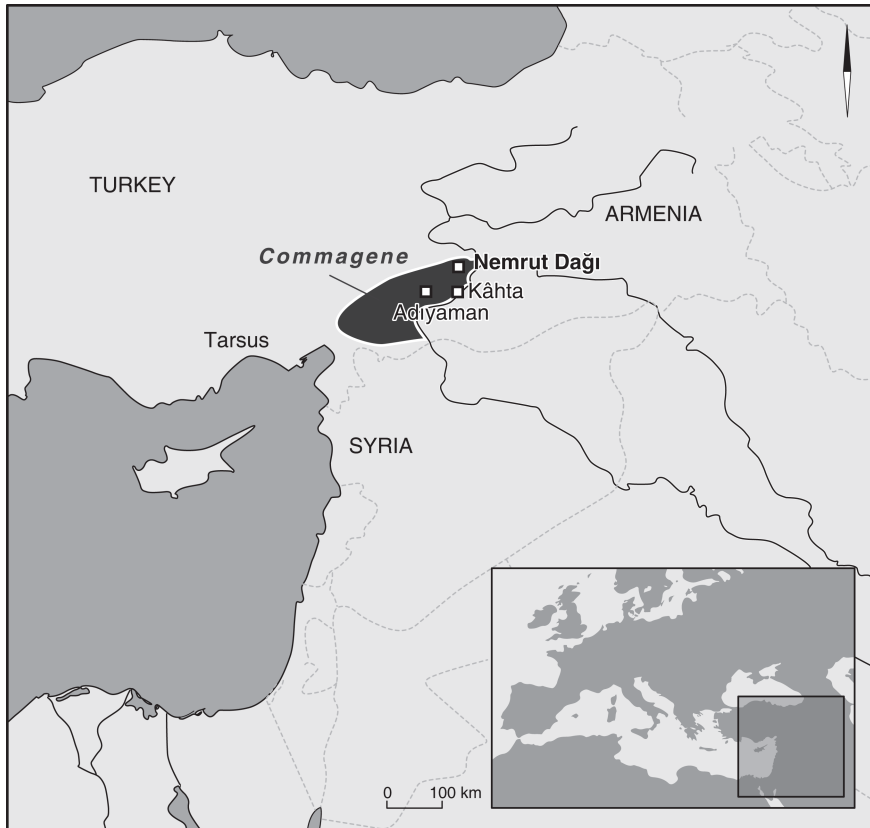 TURKEY
ARMENIA
Commagene
Nemrut Dağı
Kâhta
Adıyaman
Tarsus
SYRIA
0 100 km